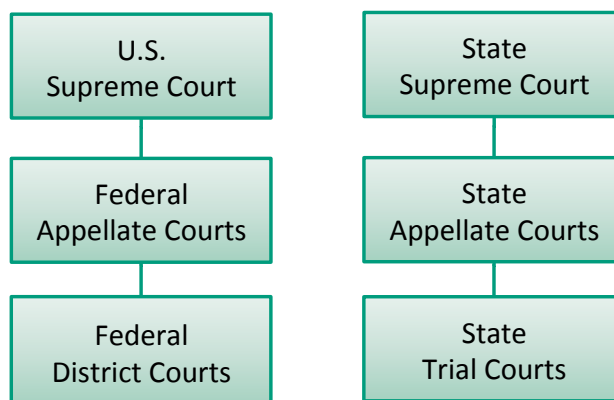 U.S.
Supreme Court
State
Supreme Court
Federal
Appellate Courts
State
Appellate Courts
Federal
District Courts
State
Trial Courts